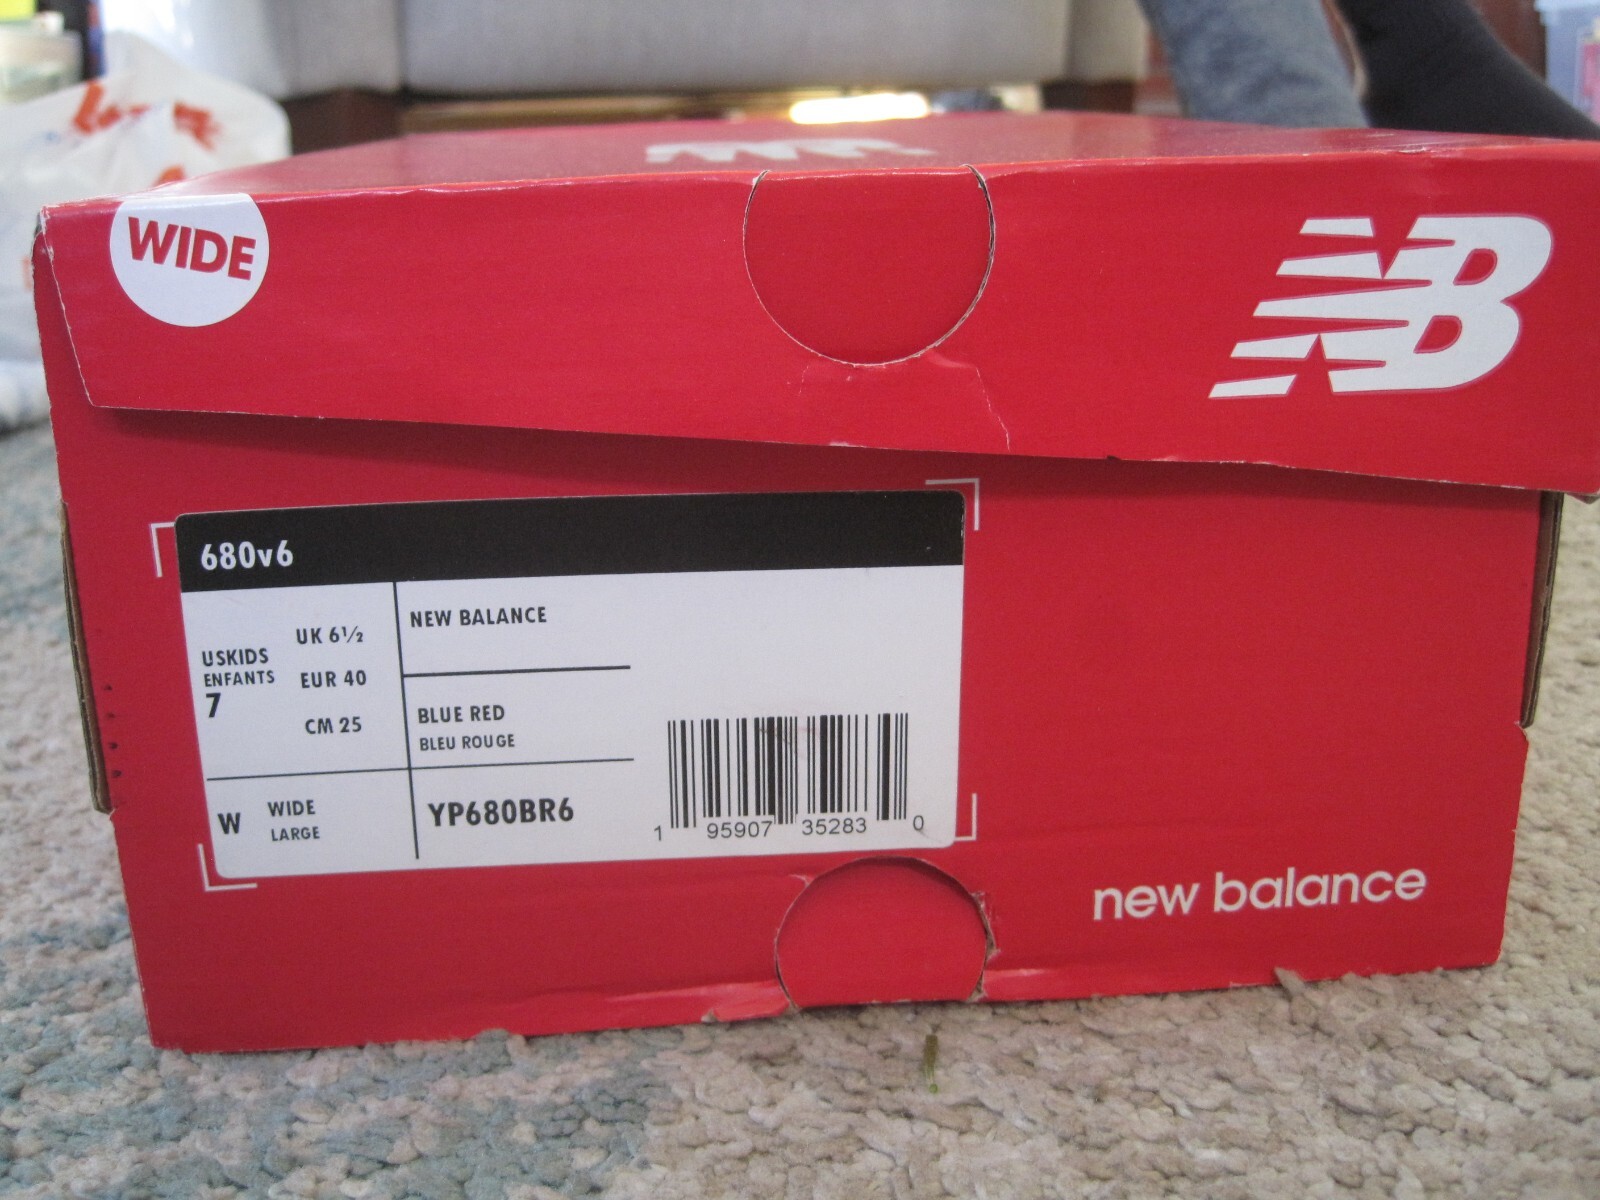 WIDE
NB
680v6
USKIDS
ENFANTS
7
UK 6½
EUR 40
CM 25
NEW BALANCE
BLUE RED
BLEU ROUGE
W
WIDE
LARGE
YP680BR6
1 95907 35283 0
new balance